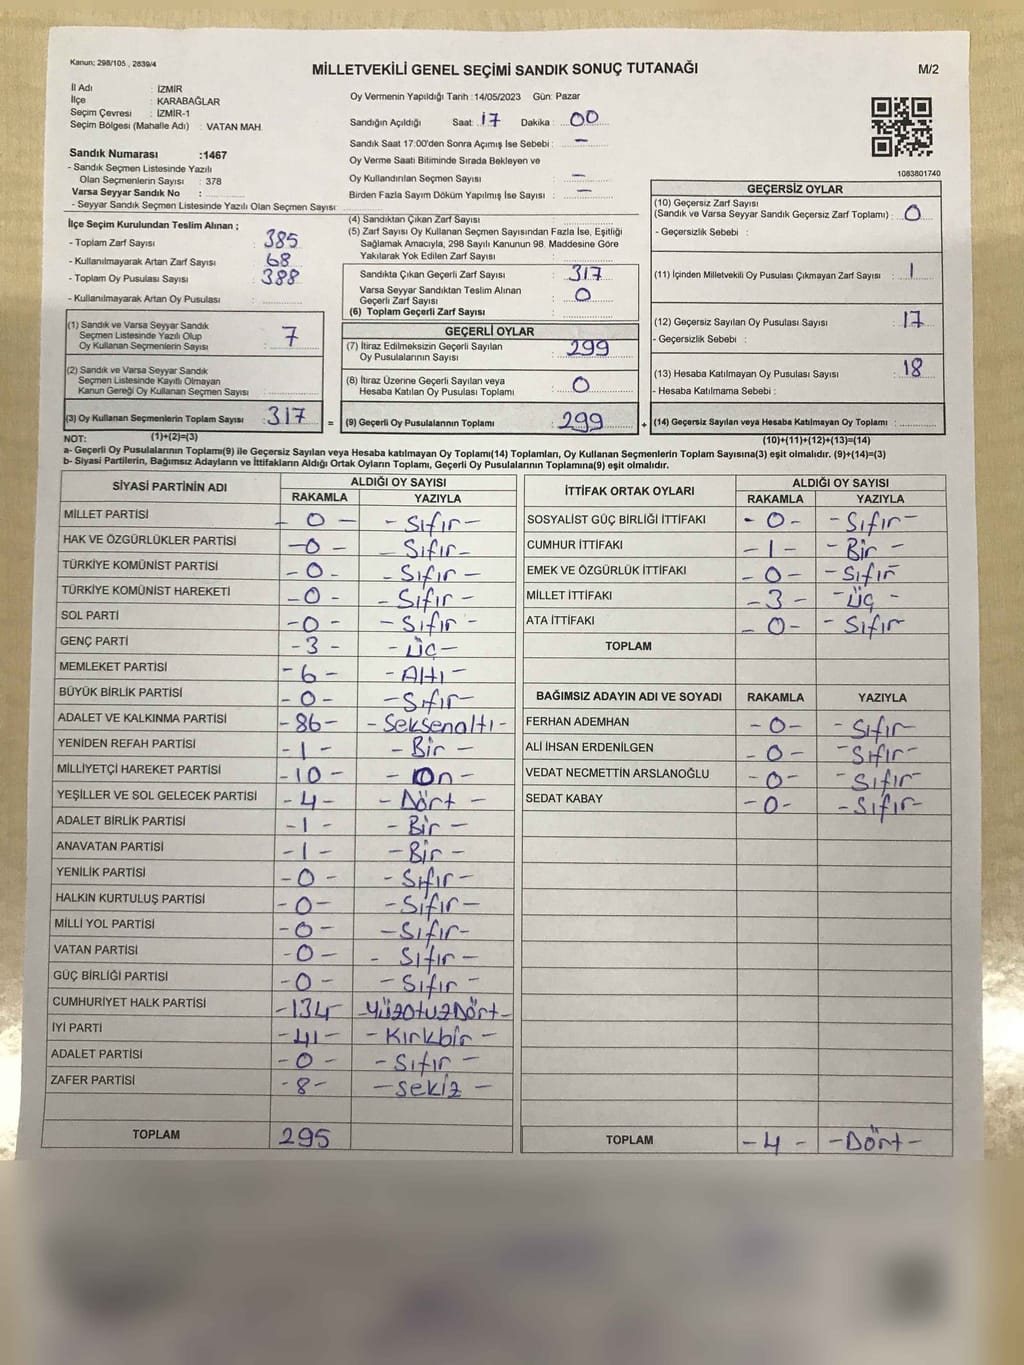 Kanun: 298/105 , 2839/4
MİLLETVEKİLİ GENEL SEÇİMİ SANDIK SONUÇ TUTANAĞI
M/2
İl Adı : İZMİR
İlçe : KARABAĞLAR
Seçim Çevresi : İZMİR-1
Seçim Bölgesi (Mahalle Adı) : VATAN MAH.
Sandık Numarası :1467
- Sandık Seçmen Listesinde Yazılı
Olan Seçmenlerin Sayısı : 378
Varsa Seyyar Sandık No :
- Seyyar Sandık Seçmen Listesinde Yazılı Olan Seçmen Sayısı:
Oy Vermenin Yapıldığı Tarih :14/05/2023 Gün: Pazar
Sandığın Açıldığı Saat: 17 Dakika : 00
Sandık Saat 17:00'den Sonra Açımış İse Sebebi : -
Oy Verme Saati Bitiminde Sırada Bekleyen ve
Oy Kullandırılan Seçmen Sayısı : -
Birden Fazla Sayım Döküm Yapılmış İse Sayısı : -
1083801740
İlçe Seçim Kurulundan Teslim Alınan ;
- Toplam Zarf Sayısı : 385
- Kullanılmayarak Artan Zarf Sayısı : 68
- Toplam Oy Pusulası Sayısı : 388
- Kullanılmayarak Artan Oy Pusulası :
(1) Sandık ve Varsa Seyyar Sandık
Seçmen Listesinde Yazılı Olup
Oy Kullanan Seçmenlerin Sayısı : 7
(2) Sandık ve Varsa Seyyar Sandık
Seçmen Listesinde Kayıtlı Olmayan
Kanun Gereği Oy Kullanan Seçmen Sayısı :
(3) Oy Kullanan Seçmenlerin Toplam Sayısı : 317 =
(4) Sandıktan Çıkan Zarf Sayısı :
(5) Zarf Sayısı Oy Kullanan Seçmen Sayısından Fazla İse, Eşitliği
Sağlamak Amacıyla, 298 Sayılı Kanunun 98. Maddesine Göre
Yakılarak Yok Edilen Zarf Sayısı :
Sandıkta Çıkan Geçerli Zarf Sayısı : 317
Varsa Seyyar Sandıktan Teslim Alınan
Geçerli Zarf Sayısı : 0
(6) Toplam Geçerli Zarf Sayısı :
GEÇERLİ OYLAR
(7) İtiraz Edilmeksizin Geçerli Sayılan
Oy Pusulalarının Sayısı : 299
(8) İtiraz Üzerine Geçerli Sayılan veya
Hesaba Katılan Oy Pusulası Toplamı : 0
(9) Geçerli Oy Pusulalarının Toplamı : 299 +
GEÇERSİZ OYLAR
(10) Geçersiz Zarf Sayısı
(Sandık ve Varsa Seyyar Sandık Geçersiz Zarf Toplamı) : 0
- Geçersizlik Sebebi :
(11) İçinden Milletvekili Oy Pusulası Çıkmayan Zarf Sayısı : 1
(12) Geçersiz Sayılan Oy Pusulası Sayısı : 17
- Geçersizlik Sebebi :
(13) Hesaba Katılmayan Oy Pusulası Sayısı : 18
- Hesaba Katılmama Sebebi :
(14) Geçersiz Sayılan veya Hesaba Katılmayan Oy Toplamı :
NOT: (1)+(2)=(3)
(10)+(11)+(12)+(13)=(14)
a- Geçerli Oy Pusulalarının Toplamı(9) ile Geçersiz Sayılan veya Hesaba katılmayan Oy Toplamı(14) Toplamları, Oy Kullanan Seçmenlerin Toplam Sayısına(3) eşit olmalıdır. (9)+(14)=(3)
b- Siyasi Partilerin, Bağımsız Adayların ve İttifakların Aldığı Ortak Oyların Toplamı, Geçerli Oy Pusulalarının Toplamına(9) eşit olmalıdır.
SİYASİ PARTİNİN ADI
ALDIĞI OY SAYISI
RAKAMLA YAZIYLA
MİLLET PARTİSİ - 0 - - Sıfır -
HAK VE ÖZGÜRLÜKLER PARTİSİ - 0 - - Sıfır -
TÜRKİYE KOMÜNİST PARTİSİ - 0 - - Sıfır -
TÜRKİYE KOMÜNİST HAREKETİ - 0 - - Sıfır -
SOL PARTİ - 0 - - Sıfır -
GENÇ PARTİ - 3 - - Üç -
MEMLEKET PARTİSİ - 6 - - Altı -
BÜYÜK BİRLİK PARTİSİ - 0 - - Sıfır -
ADALET VE KALKINMA PARTİSİ - 86 - - Seksenaltı -
YENİDEN REFAH PARTİSİ - 1 - - Bir -
MİLLİYETÇİ HAREKET PARTİSİ - 10 - - On -
YEŞİLLER VE SOL GELECEK PARTİSİ - 4 - - Dört -
ADALET BİRLİK PARTİSİ - 1 - - Bir -
ANAVATAN PARTİSİ - 1 - - Bir -
YENİLİK PARTİSİ - 0 - - Sıfır -
HALKIN KURTULUŞ PARTİSİ - 0 - - Sıfır -
MİLLİ YOL PARTİSİ - 0 - - Sıfır -
VATAN PARTİSİ - 0 - - Sıfır -
GÜÇ BİRLİĞİ PARTİSİ - 0 - - Sıfır -
CUMHURİYET HALK PARTİSİ - 134 - - YüzotuzDört -
İYİ PARTİ - 41 - - Kırkbir -
ADALET PARTİSİ - 0 - - Sıfır -
ZAFER PARTİSİ - 8 - - Sekiz -
TOPLAM 295
İTTİFAK ORTAK OYLARI
ALDIĞI OY SAYISI
RAKAMLA YAZIYLA
SOSYALİST GÜÇ BİRLİĞİ İTTİFAKI - 0 - - Sıfır -
CUMHUR İTTİFAKI - 1 - - Bir -
EMEK VE ÖZGÜRLÜK İTTİFAKI - 0 - - Sıfır
MİLLET İTTİFAKI - 3 - - Üç -
ATA İTTİFAKI - 0 - - Sıfır
TOPLAM
BAĞIMSIZ ADAYIN ADI VE SOYADI RAKAMLA YAZIYLA
FERHAN ADEMHAN - 0 - - Sıfır -
ALİ İHSAN ERDENİLGEN - 0 - - Sıfır -
VEDAT NECMETTİN ARSLANOĞLU - 0 - - Sıfır
SEDAT KABAY - 0 - - Sıfır -
TOPLAM - 4 - - Dört -